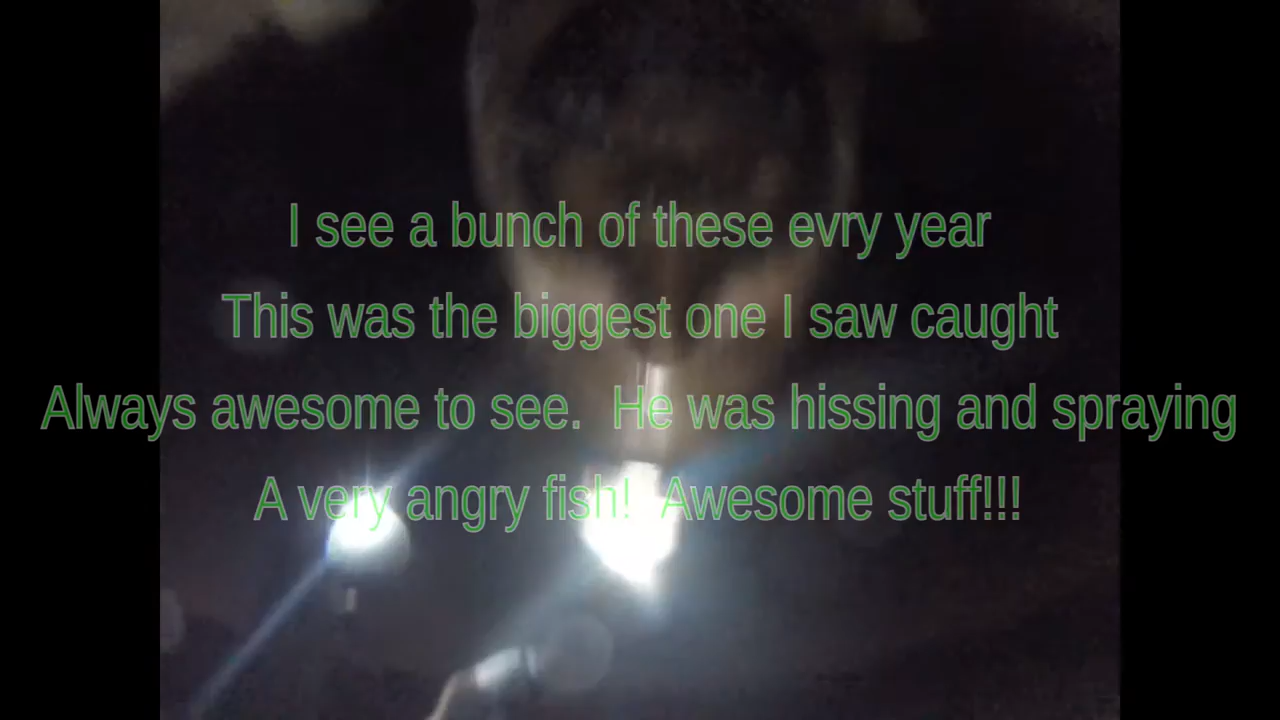 I see a bunch of these evry year
This was the biggest one I saw caught
Always awesome to see.  He was hissing and spraying
A very angry fish!  Awesome stuff!!!